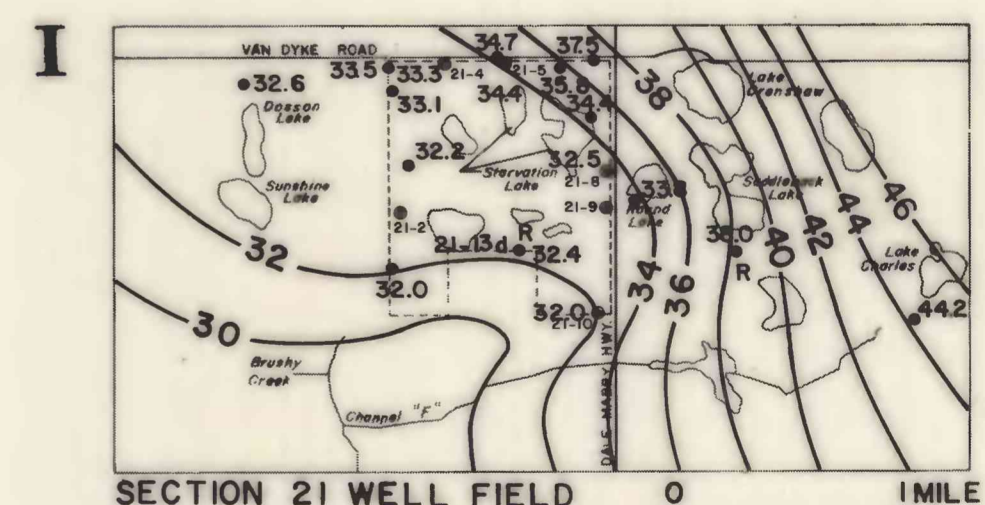 I
VAN DYKE ROAD
34.7
37.5
33.5
33.3
21-4
21-5
35.8
32.6
33.1
34.4
34.4
38
Lake Crenshaw
Dosson Lake
32.2
Starvation Lake
32.5
21-8
Saddleback Lake
Sunshine Lake
21-2
21-9
Round Lake
46
44
42
40
32
21-13d
R
32.4
38.0
R
Lake Charles
34
36
32.0
32.0
21-10
44.2
30
Brushy Creek
Channel "F"
DALE MABRY HWY.
SECTION 21 WELL FIELD
0
1 MILE